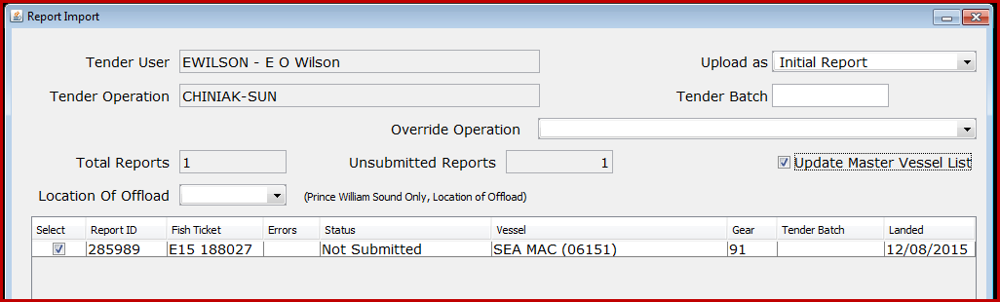 Report Import
Tender User EWILSON - E O Wilson Upload as Initial Report
Tender Operation CHINIAK-SUN Tender Batch
Override Operation
Total Reports 1 Unsubmitted Reports 1 Update Master Vessel List
Location Of Offload (Prince William Sound Only, Location of Offload)
Select Report ID Fish Ticket Errors Status Vessel Gear Tender Batch Landed
285989 E15 188027 Not Submitted SEA MAC (06151) 91 12/08/2015